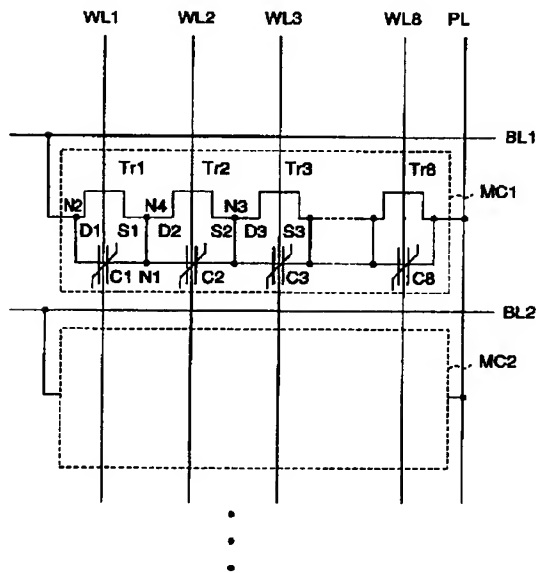 WL1 WL2 WL3 WL8 PL
BL1
Tr1 Tr2 Tr3 Tr8
MC1
N2 N4 N3
D1 S1 D2 S2 D3 S3
C1 N1 C2 C3 C8
BL2
MC2